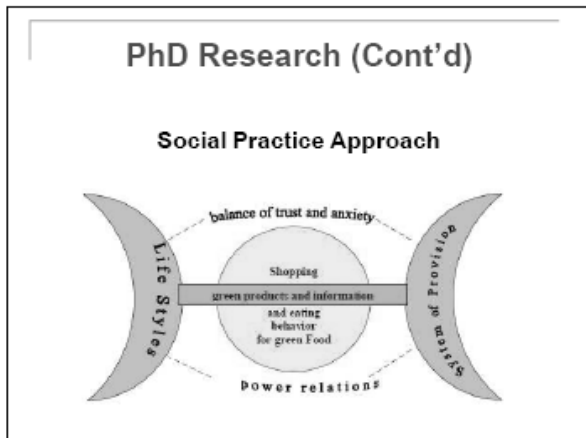 PhD Research (Cont'd)
Social Practice Approach
balance of trust and anxiety
Life Styles
Shopping
green products and information
and eating
behavior
for green Food
System of Provision
power relations